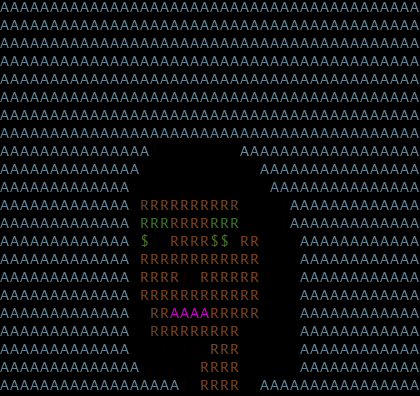 AAAAAAAAAAAAAAAAAAAAAAAAAAAAAAAAAAAAAAAAAA
AAAAAAAAAAAAAAAAAAAAAAAAAAAAAAAAAAAAAAAAAA
AAAAAAAAAAAAAAAAAAAAAAAAAAAAAAAAAAAAAAAAAA
AAAAAAAAAAAAAAAAAAAAAAAAAAAAAAAAAAAAAAAAAA
AAAAAAAAAAAAAAAAAAAAAAAAAAAAAAAAAAAAAAAAAA
AAAAAAAAAAAAAAAAAAAAAAAAAAAAAAAAAAAAAAAAAA
AAAAAAAAAAAAAAAAAAAAAAAAAAAAAAAAAAAAAAAAAA
AAAAAAAAAAAAAAAAAAAAAAAAAAAAAAAAAAAAAAAAAA
AAAAAAAAAAAAAAA         AAAAAAAAAAAAAAAAAA
AAAAAAAAAAAAAA            AAAAAAAAAAAAAAAA
AAAAAAAAAAAAA              AAAAAAAAAAAAAAA
AAAAAAAAAAAAA RRRRRRRRRR     AAAAAAAAAAAAA
AAAAAAAAAAAAA RRRRRRRRRR     AAAAAAAAAAAAA
AAAAAAAAAAAAA $  RRRR$$ RR    AAAAAAAAAAAA
AAAAAAAAAAAAA RRRRRRRRRRRR    AAAAAAAAAAAA
AAAAAAAAAAAAA RRRR  RRRRRR    AAAAAAAAAAAA
AAAAAAAAAAAAA RRRRRRRRRRRR    AAAAAAAAAAAA
AAAAAAAAAAAAA  RRAAAARRRRR    AAAAAAAAAAAA
AAAAAAAAAAAAA  RRRRRRRRR      AAAAAAAAAAAA
AAAAAAAAAAAAA        RRR      AAAAAAAAAAAA
AAAAAAAAAAAAAA      RRRR      AAAAAAAAAAAA
AAAAAAAAAAAAAAAAAA  RRRR  AAAAAAAAAAAAAAAA